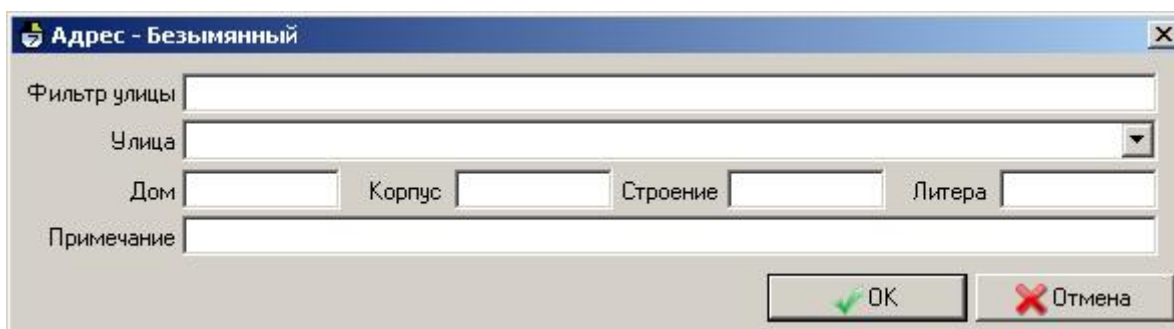 Адрес - Безымянный
Фильтр улицы
Улица
Дом Корпус Строение Литера
Примечание
OK Отмена